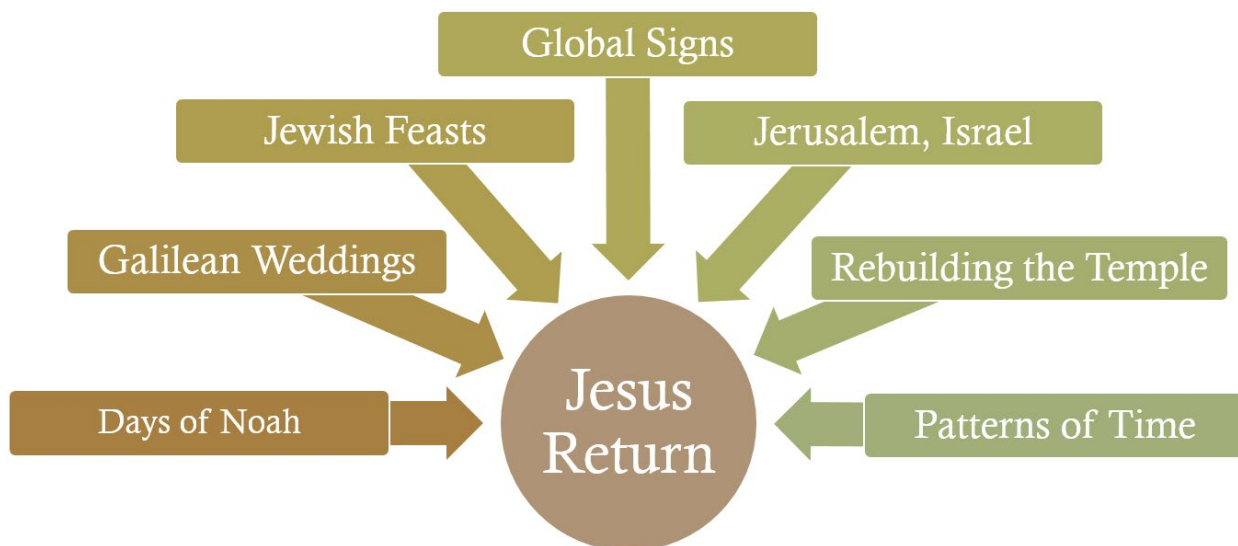 Global Signs
Jewish Feasts
Jerusalem, Israel
Galilean Weddings
Rebuilding the Temple
Days of Noah
Jesus
Return
Patterns of Time